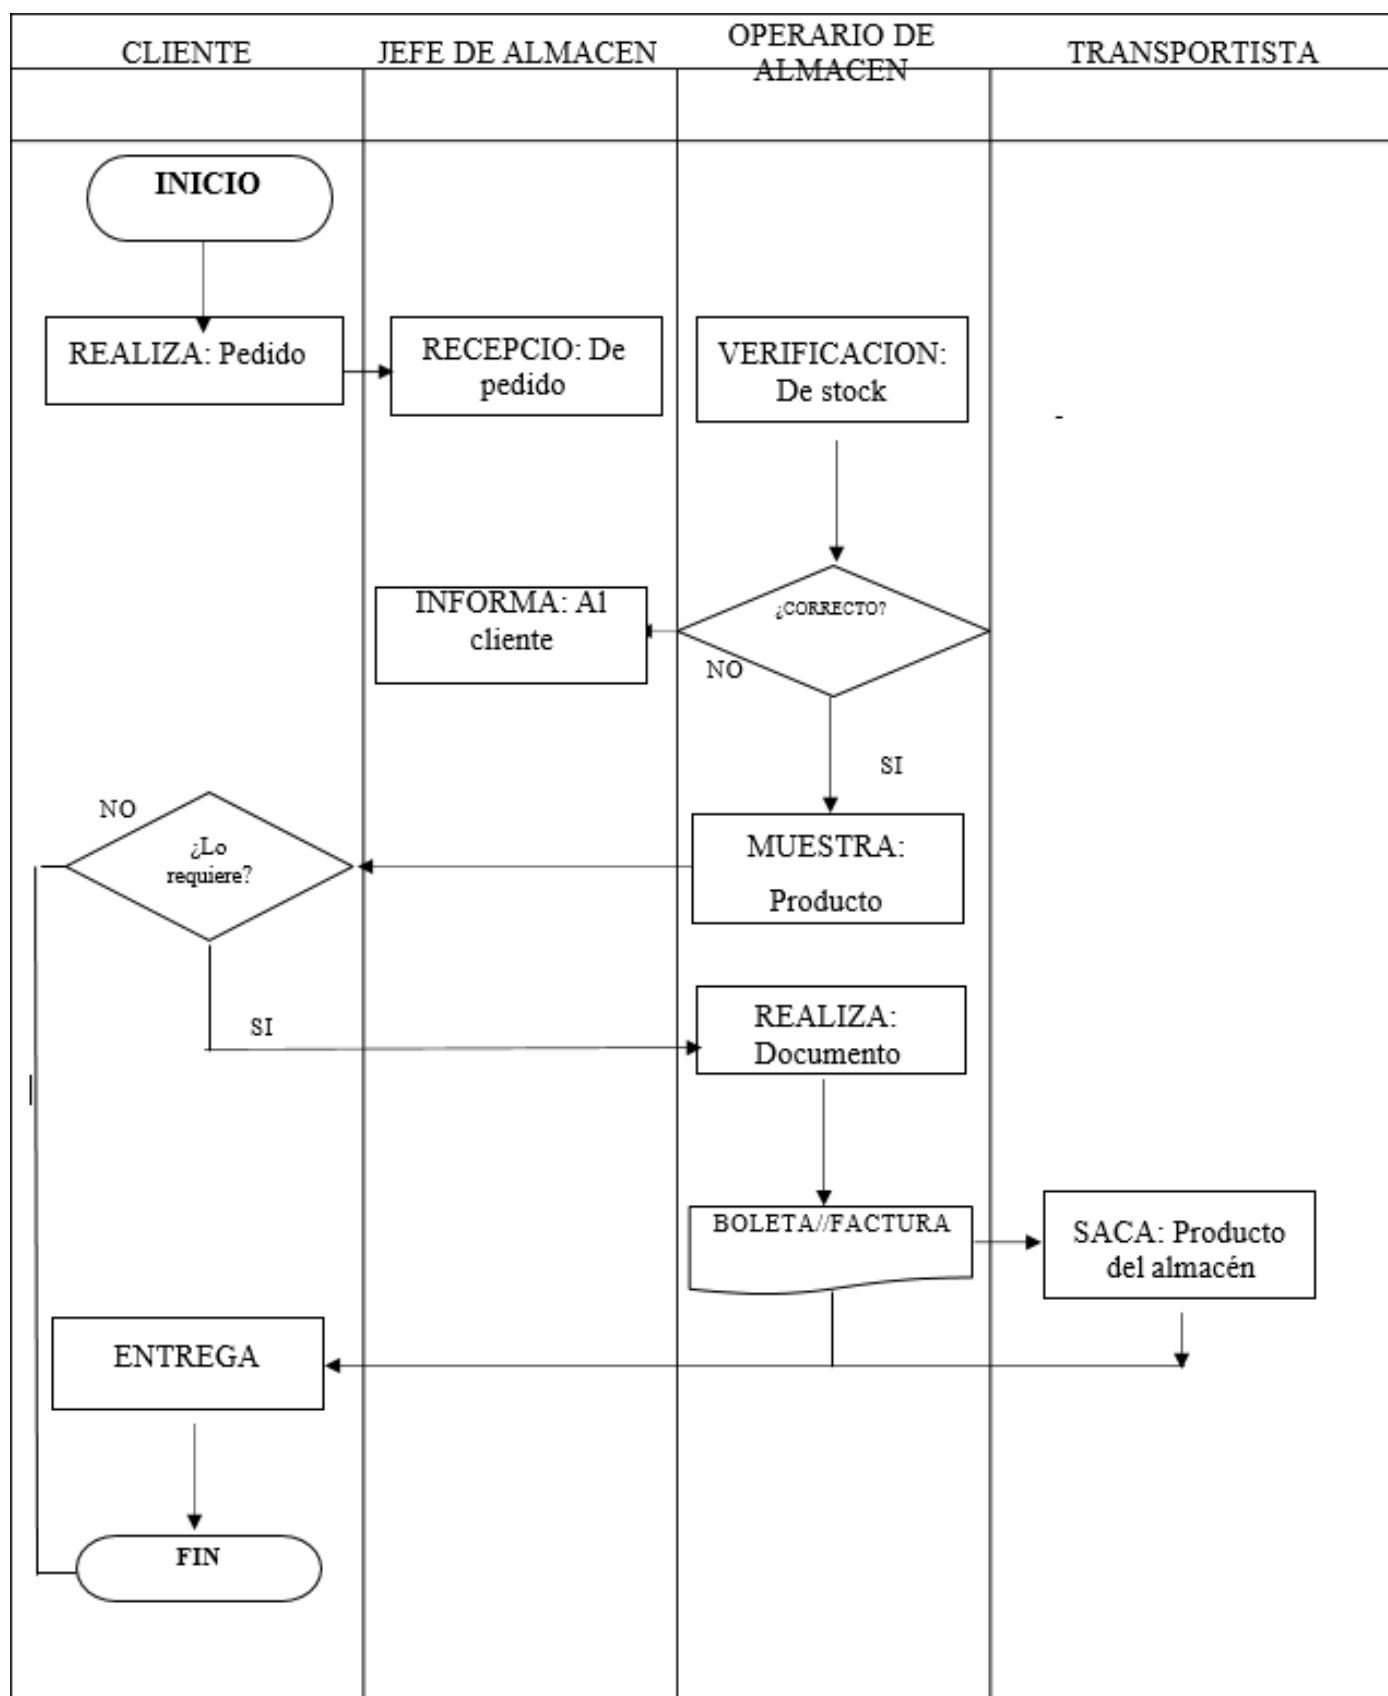 CLIENTE
JEFE DE ALMACEN
OPERARIO DE
ALMACEN
TRANSPORTISTA
INICIO
REALIZA: Pedido
RECEPCIO: De
pedido
VERIFICACION:
De stock
-
¿CORRECTO?
INFORMA: Al
cliente
NO
SI
NO
¿Lo
requiere?
MUESTRA:
Producto
SI
REALIZA:
Documento
BOLETA//FACTURA
SACA: Producto
del almacén
ENTREGA
FIN